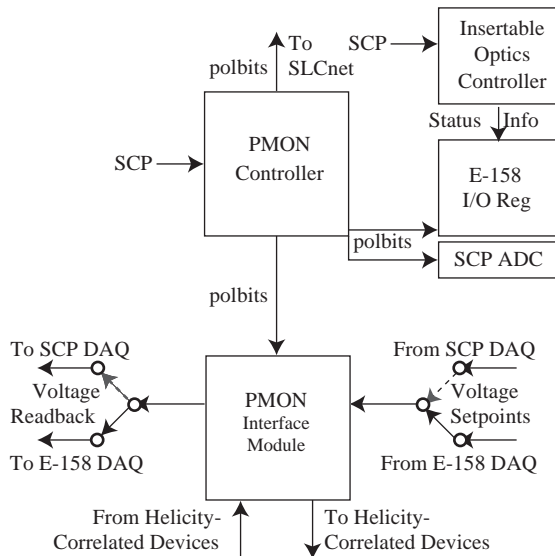 To
SLCnet
polbits
SCP
Insertable
Optics
Controller
Status Info
SCP
PMON
Controller
E-158
I/O Reg
polbits
SCP ADC
polbits
To SCP DAQ
Voltage
Readback
To E-158 DAQ
PMON
Interface
Module
From SCP DAQ
Voltage
Setpoints
From E-158 DAQ
From Helicity-
Correlated Devices
To Helicity-
Correlated Devices